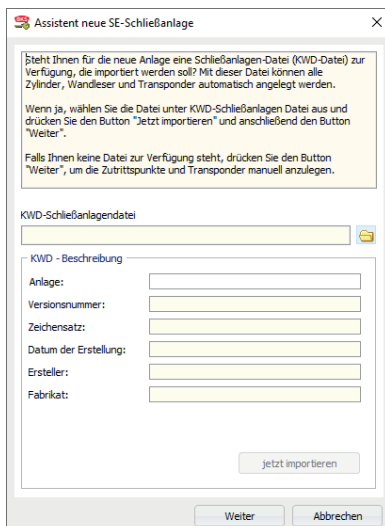 Assistent neue SE-Schließanlage
Steht Ihnen für die neue Anlage eine Schließanlagen-Datei (KWD-Datei) zur
Verfügung, die importiert werden soll? Mit dieser Datei können alle
Zylinder, Wandleser und Transponder automatisch angelegt werden.
Wenn ja, wählen Sie die Datei unter KWD-Schließanlagen Datei aus und
drücken Sie den Button "Jetzt importieren" und anschließend den Button
"Weiter".
Falls Ihnen keine Datei zur Verfügung steht, drücken Sie den Button
"Weiter", um die Zutrittspunkte und Transponder manuell anzulegen.
KWD-Schließanlagendatei
KWD - Beschreibung
Anlage:
Versionsnummer:
Zeichensatz:
Datum der Erstellung:
Ersteller:
Fabrikat:
jetzt importieren
Weiter Abbrechen